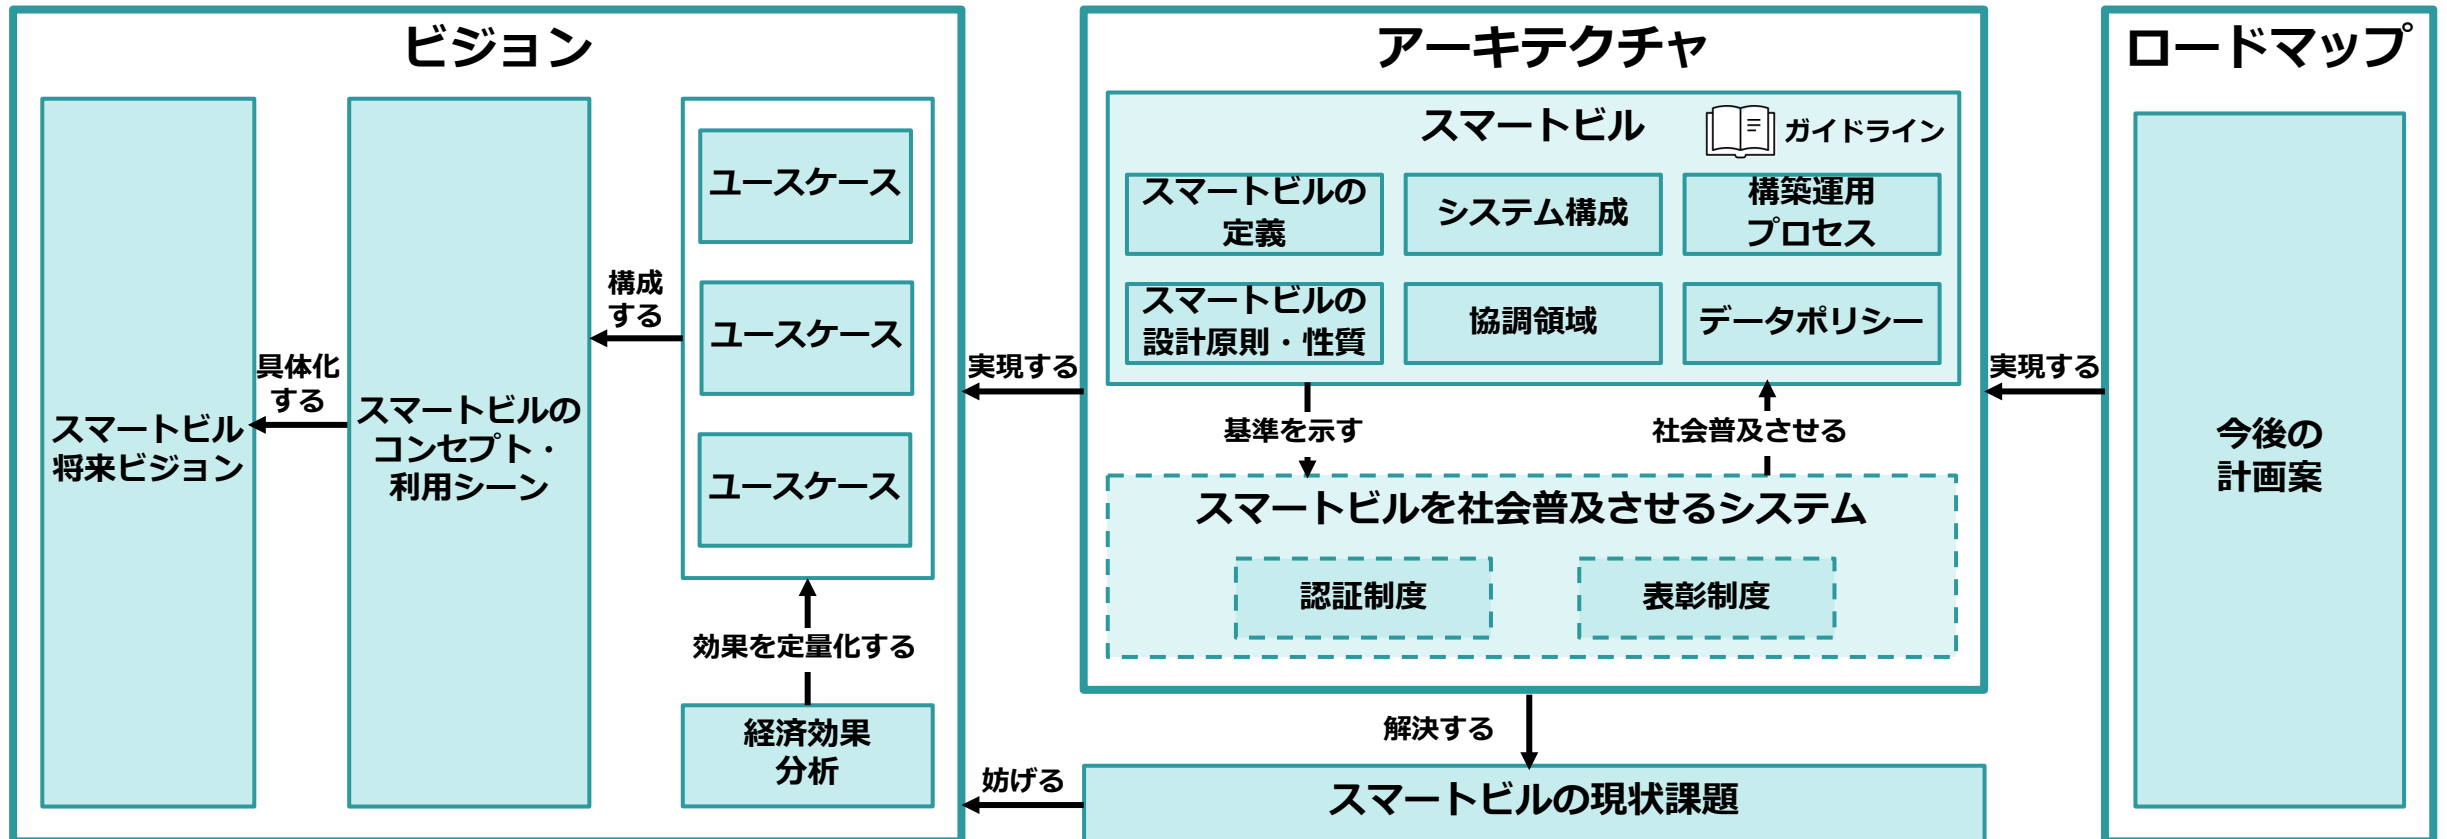 ビジョン
スマートビル
将来ビジョン
具体化
する
スマートビルの
コンセプト・
利用シーン
構成
する
ユースケース
ユースケース
ユースケース
効果を定量化する
経済効果
分析
実現する
妨げる
アーキテクチャ
スマートビル
ガイドライン
スマートビルの
定義
システム構成
構築運用
プロセス
スマートビルの
設計原則・性質
協調領域
データポリシー
基準を示す
社会普及させる
スマートビルを社会普及させるシステム
認証制度
表彰制度
解決する
スマートビルの現状課題
実現する
ロードマップ
今後の
計画案